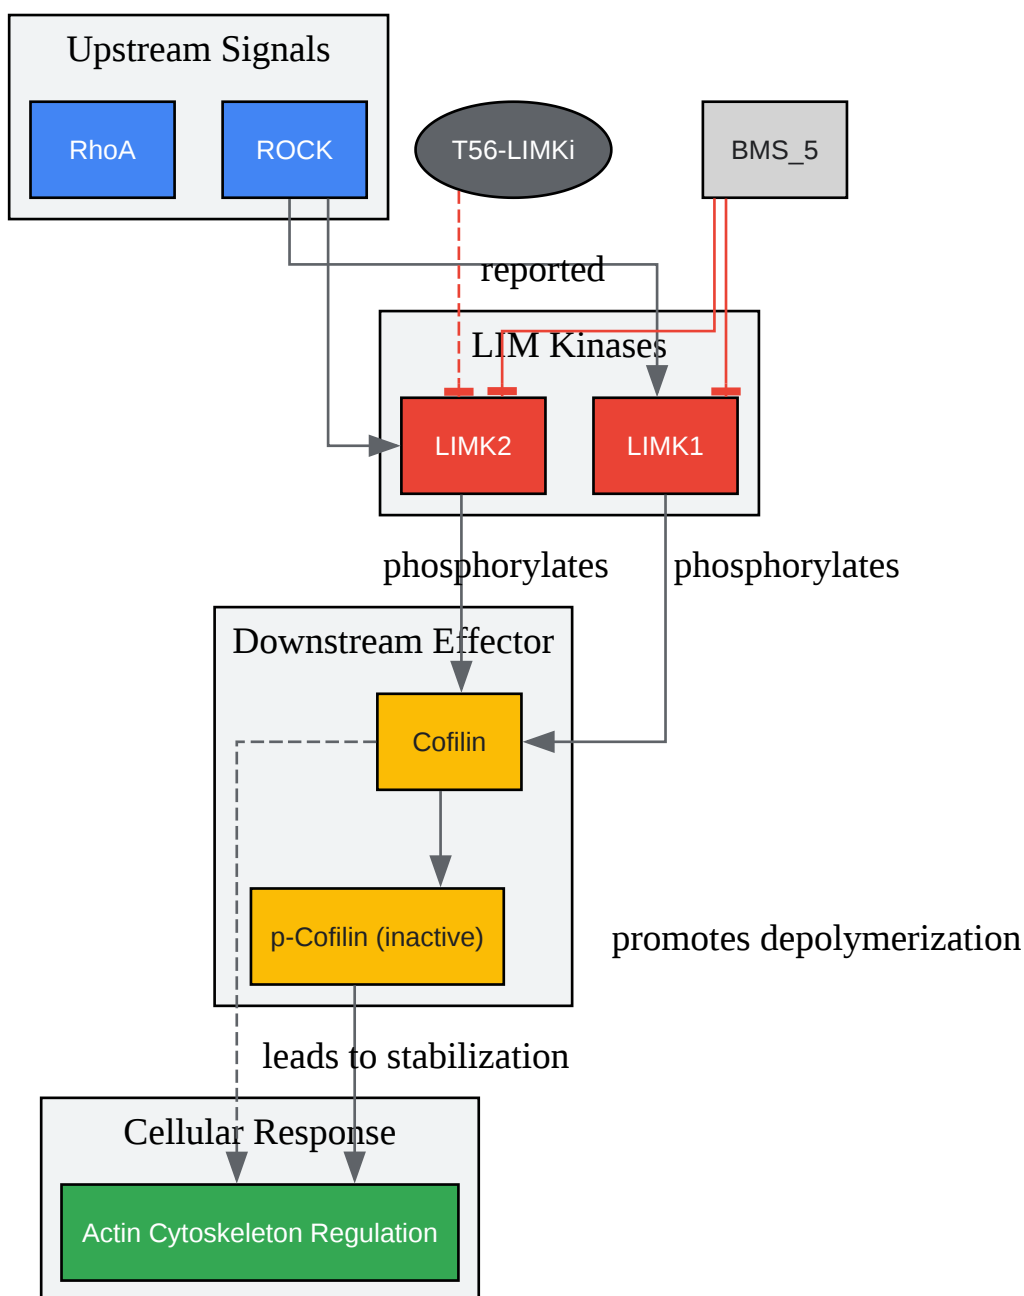 Upstream Signals
RhoA
ROCK
T56-LIMKi
BMS_5
reported
LIM Kinases
LIMK2
LIMK1
phosphorylates
phosphorylates
Downstream Effector
Cofilin
p-Cofilin (inactive)
promotes depolymerization
leads to stabilization
Cellular Response
Actin Cytoskeleton Regulation